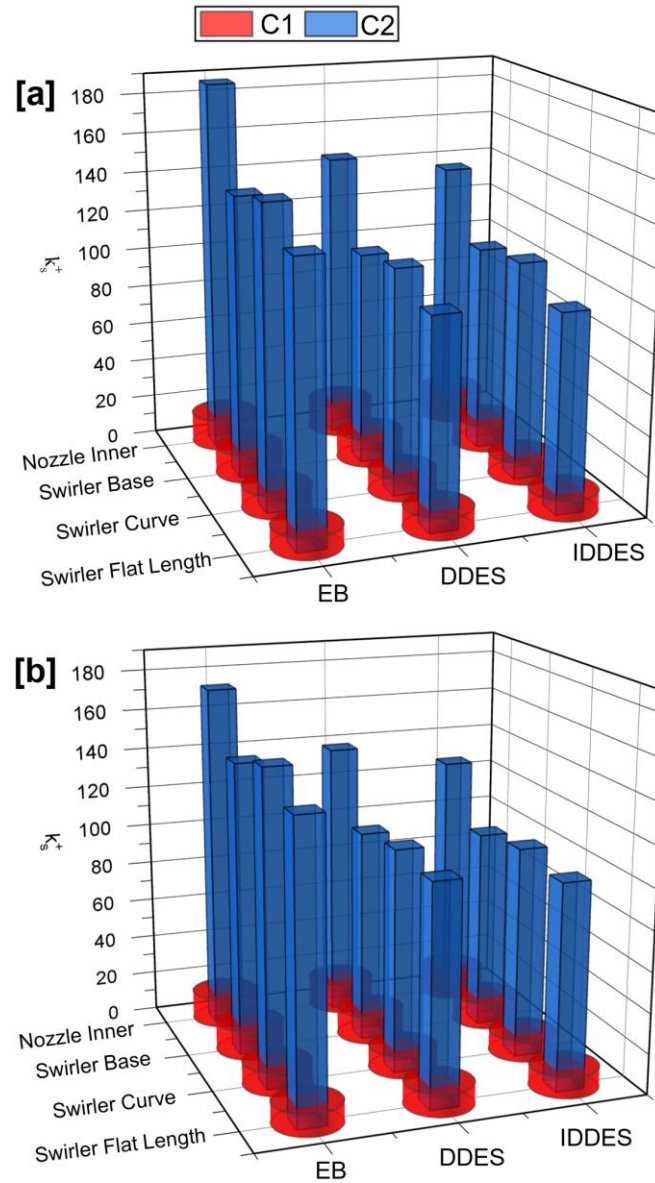 C1 C2
[a]
180
160
140
120
100
80
60
40
20
0
k_s^+
Nozzle Inner
Swirler Base
Swirler Curve
Swirler Flat Length
EB
DDES
IDDES
[b]
180
160
140
120
100
80
60
40
20
0
k_s^+
Nozzle Inner
Swirler Base
Swirler Curve
Swirler Flat Length
EB
DDES
IDDES